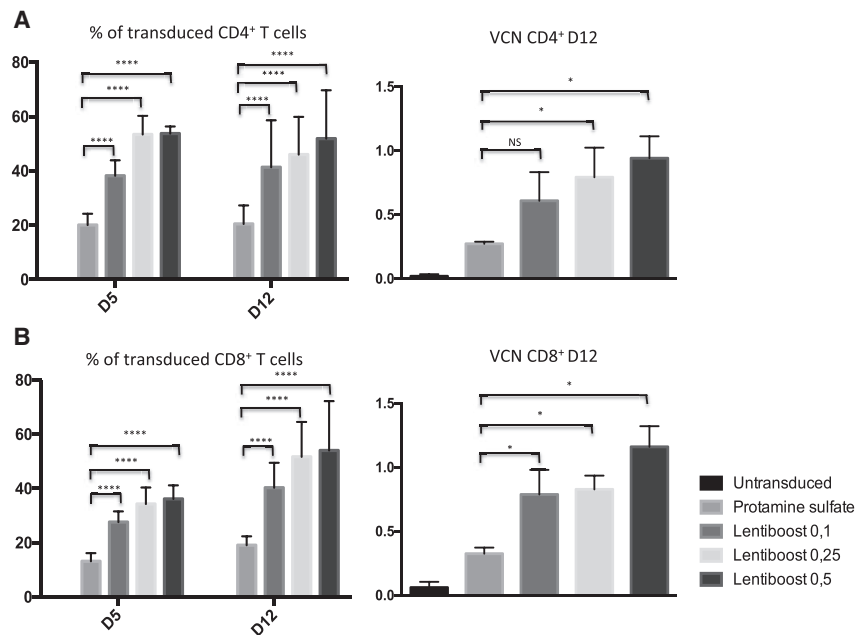 A
% of transduced CD4⁺ T cells
80
60
40
20
0
****
****
****
****
****
****
D5
D12
VCN CD4⁺ D12
1.5
1.0
0.5
0.0
*
*
NS
B
% of transduced CD8⁺ T cells
80
60
40
20
0
****
****
****
****
****
****
D5
D12
VCN CD8⁺ D12
1.5
1.0
0.5
0.0
*
*
*
Untransduced
Protamine sulfate
Lentiboost 0,1
Lentiboost 0,25
Lentiboost 0,5